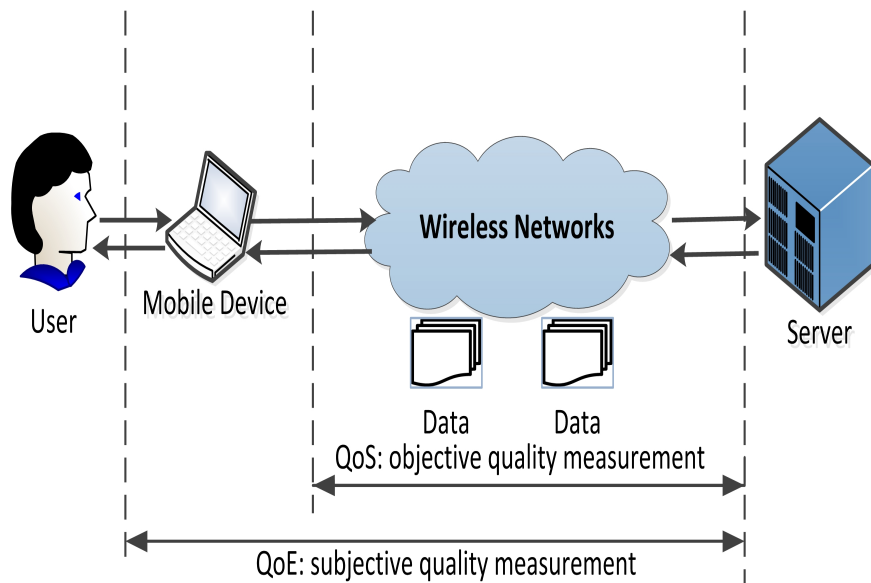 Wireless Networks
User
Mobile Device
Server
Data
Data
QoS: objective quality measurement
QoE: subjective quality measurement